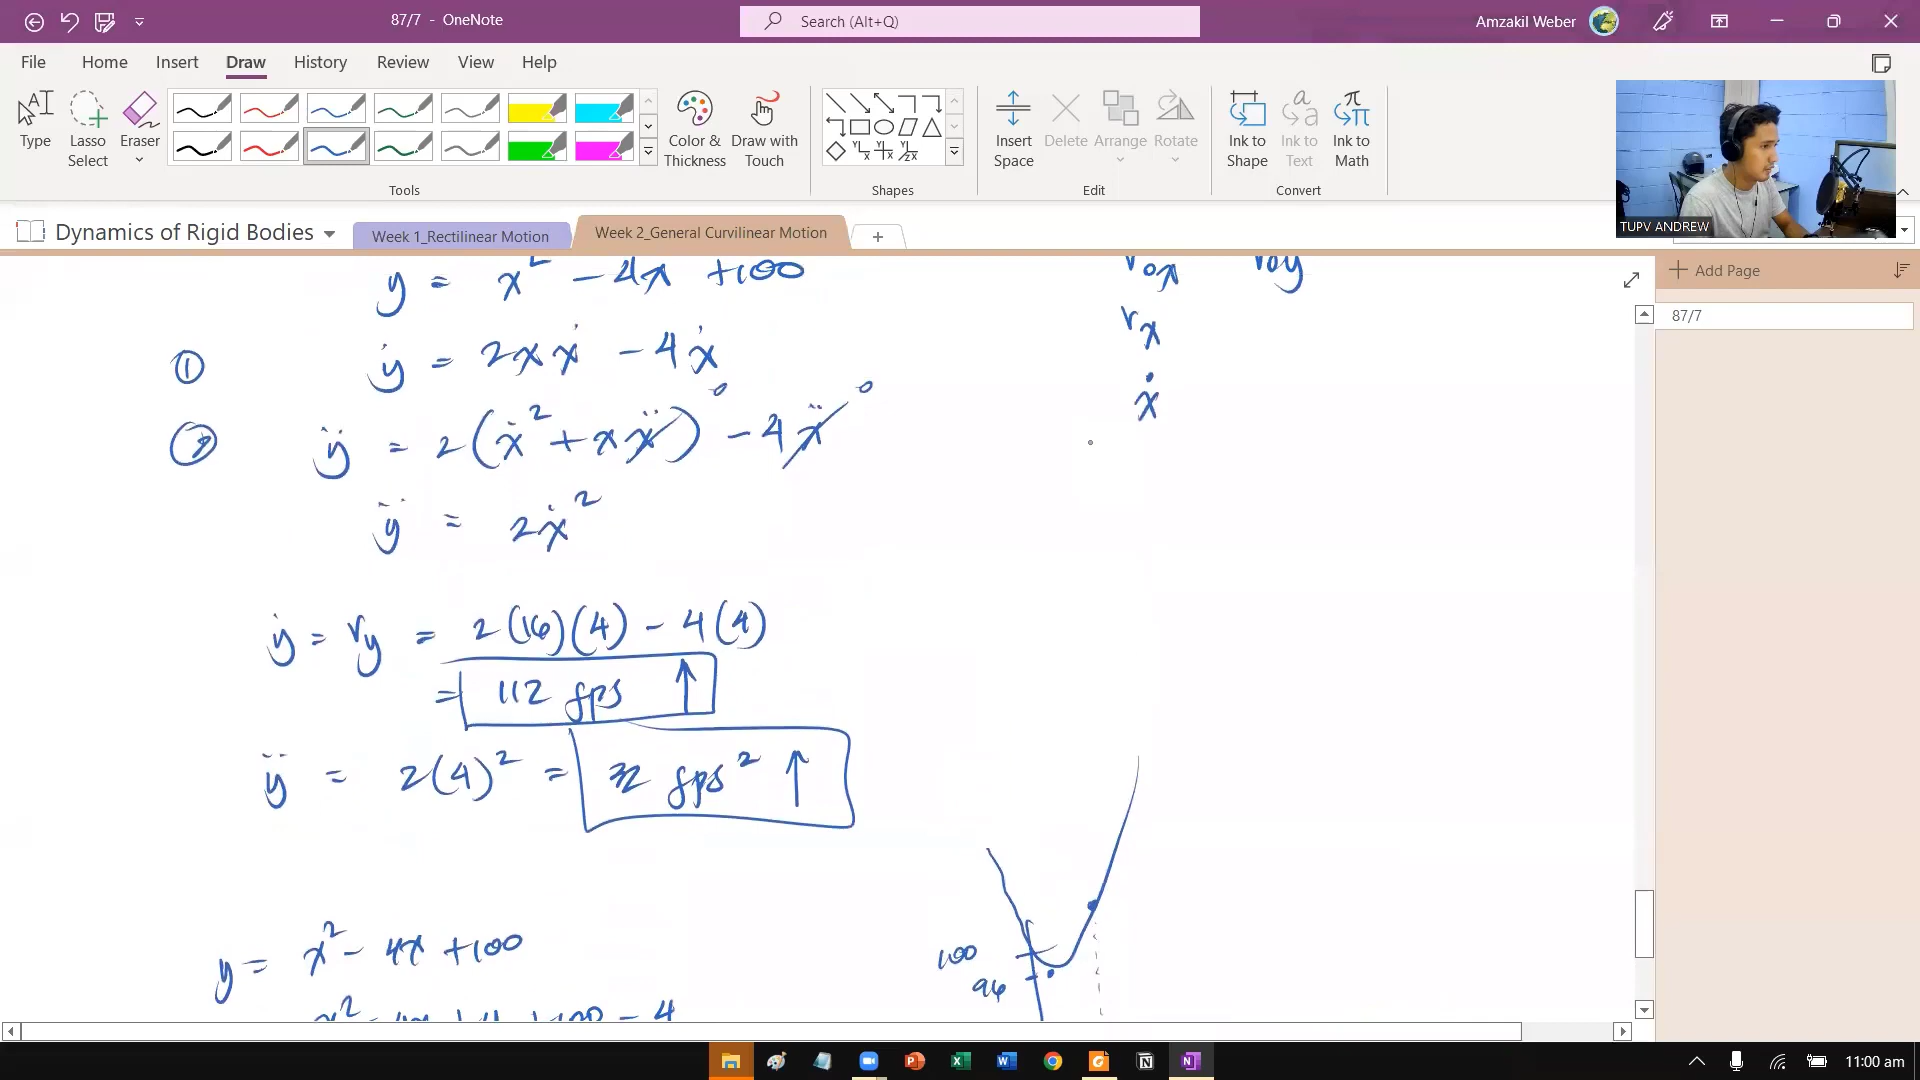 87/7 - OneNote
Search (Alt+Q)
Amzakil Weber
File Home Insert Draw History Review View Help
Type
Lasso Select
Eraser
Color & Thickness
Draw with Touch
Insert Space
Delete
Arrange
Rotate
Ink to Shape
Ink to Text
Ink to Math
Tools Shapes Edit Convert
TUPV ANDREW
Dynamics of Rigid Bodies
Week 1_Rectilinear Motion
Week 2_General Curvilinear Motion
Add Page
87/7
y = x² - 4x + 100
① ẏ = 2xẋ - 4ẋ
② ÿ = 2(ẋ² + xẍ)⁰ - 4ẍ⁰
ÿ = 2ẋ²
ẏ = vy = 2(16)(4) - 4(4)
= 112 fps ↑
ÿ = 2(4)² = 32 fps² ↑
y = x² - 4x + 100
vox voy
vx
ẋ
100
96
11:00 am